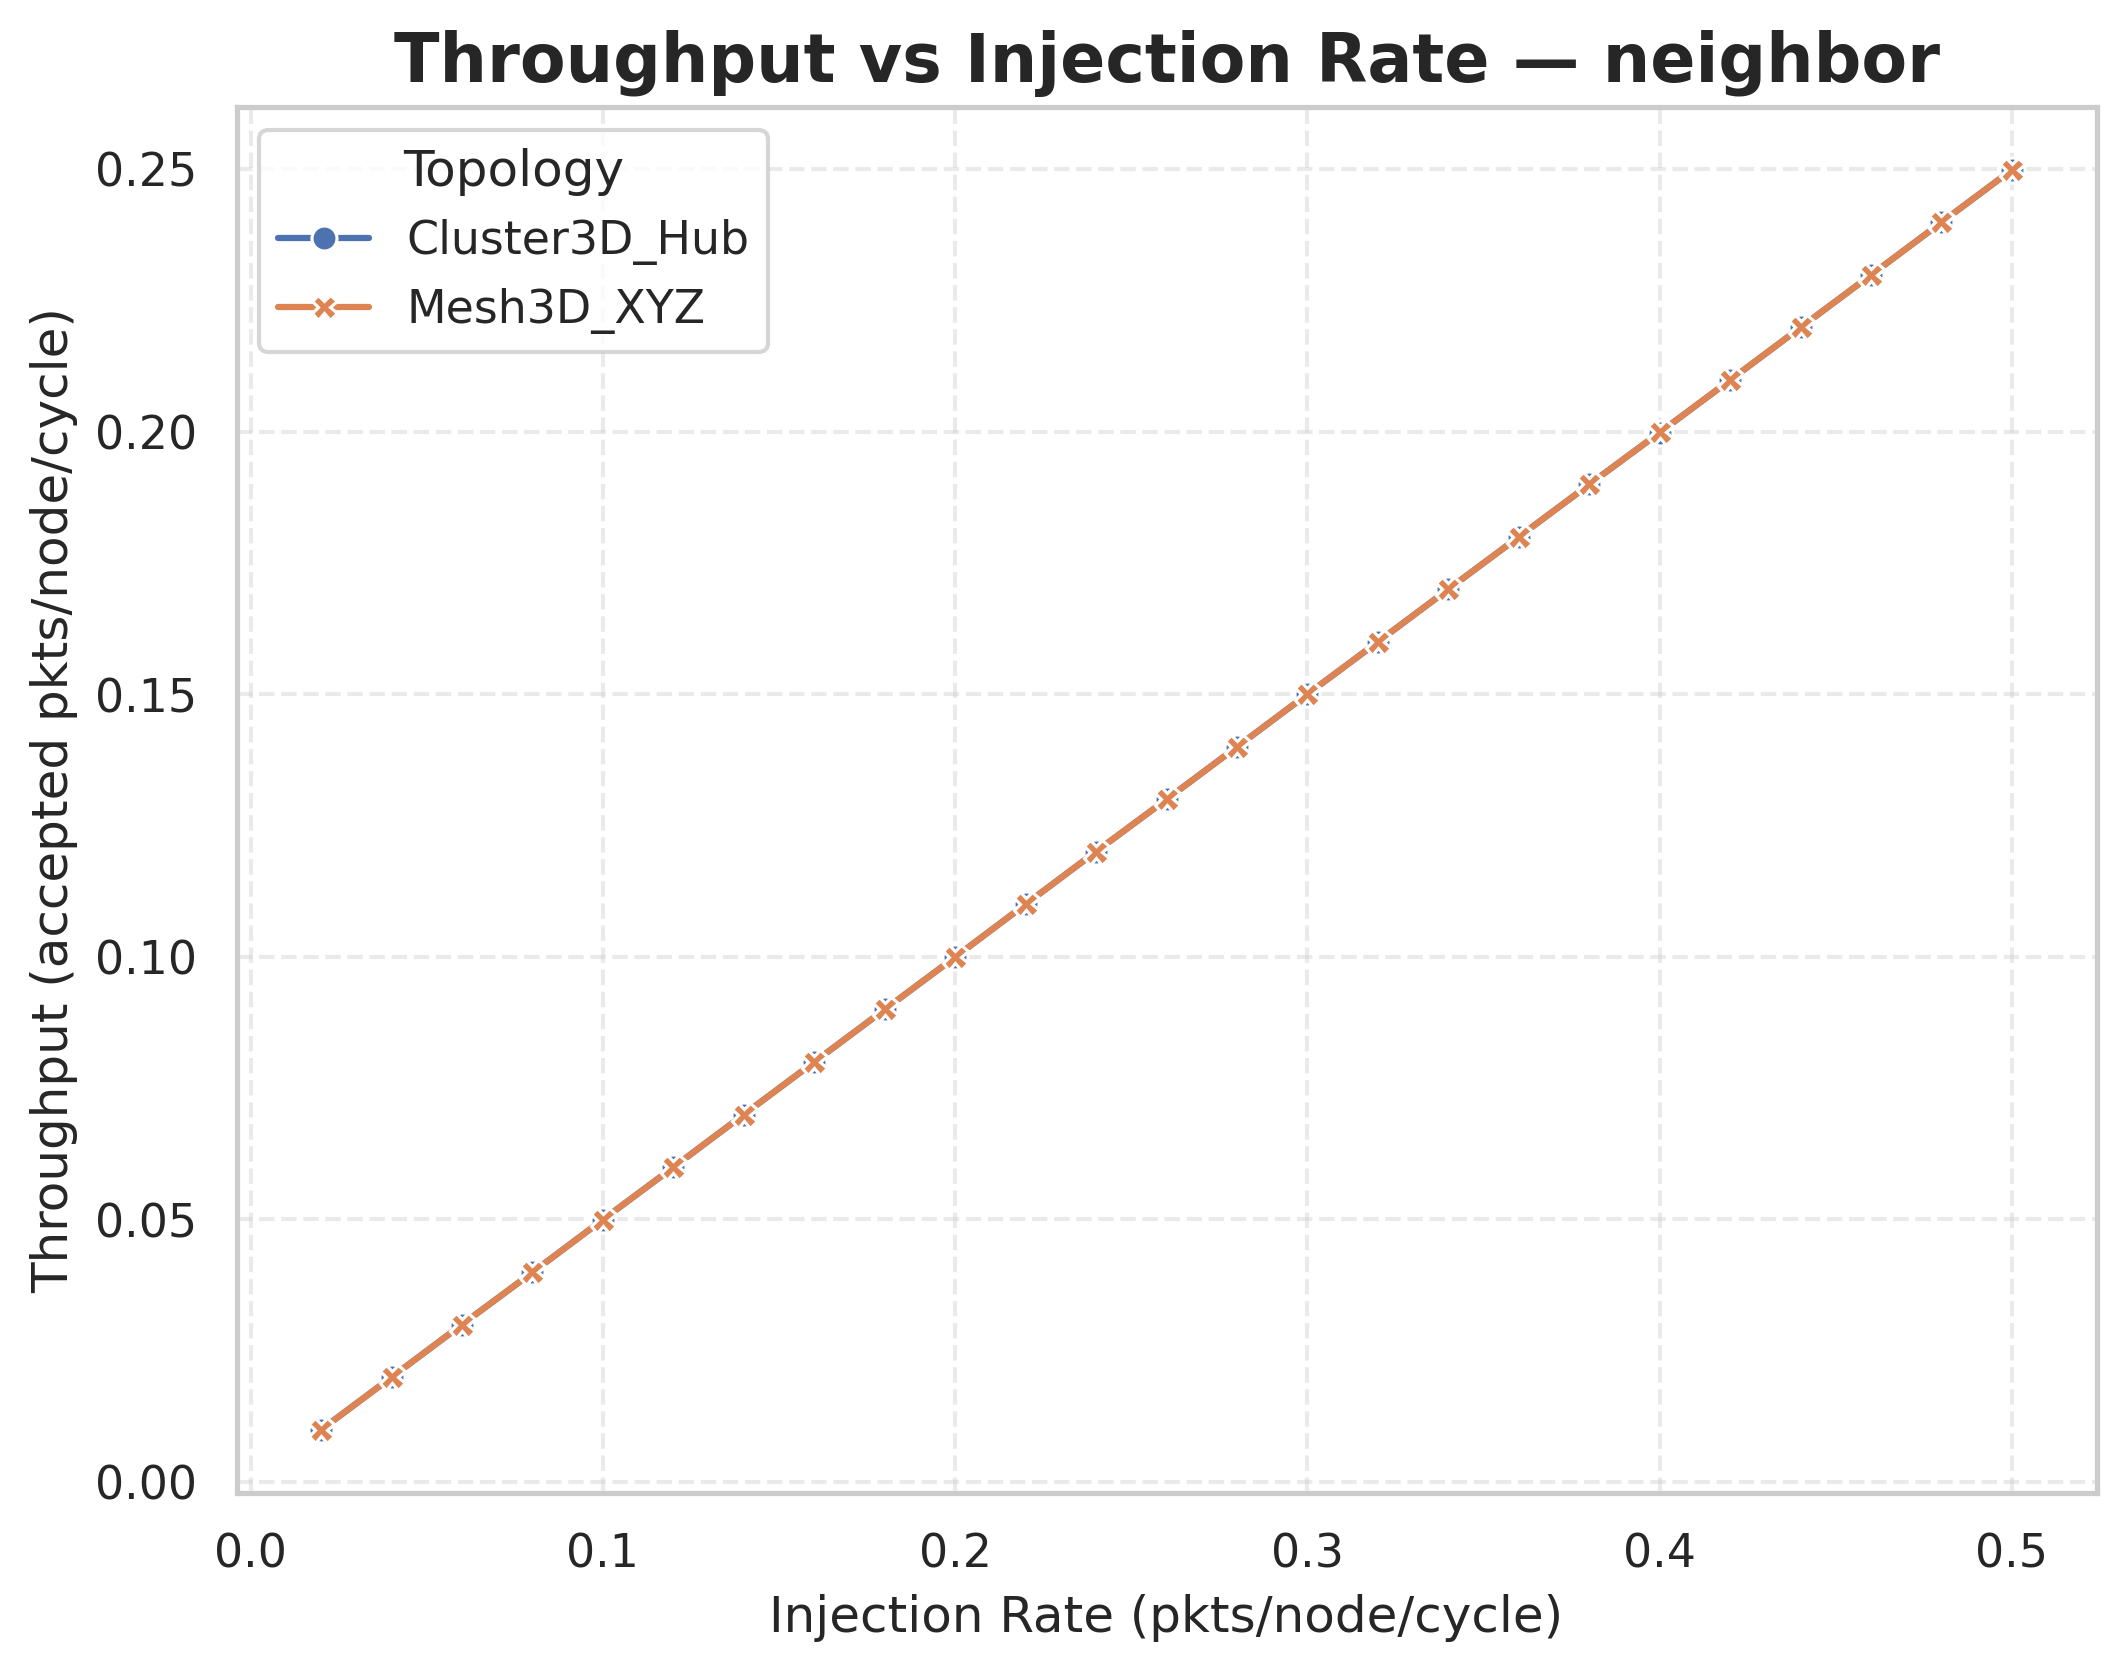 Throughput vs Injection Rate — neighbor
Topology
Cluster3D_Hub
Mesh3D_XYZ
Throughput (accepted pkts/node/cycle)
0.25
0.20
0.15
0.10
0.05
0.00
0.0 0.1 0.2 0.3 0.4 0.5
Injection Rate (pkts/node/cycle)